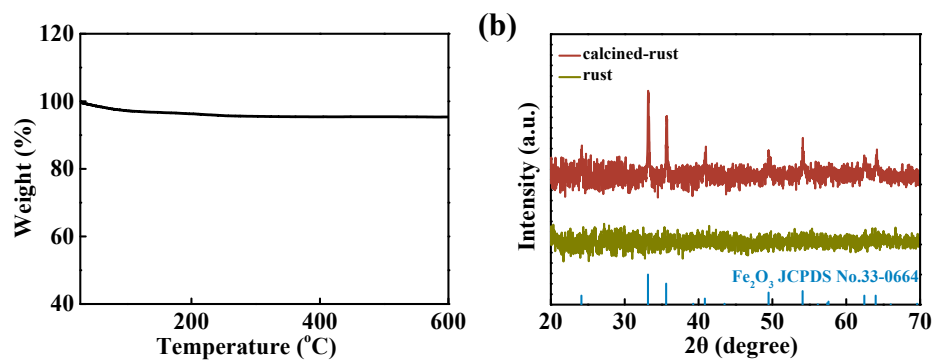 120
100
80
60
40
Weight (%)
200
400
600
Temperature (°C)
(b)
calcined-rust
rust
Intensity (a.u.)
Fe₂O₃ JCPDS No.33-0664
20
30
40
50
60
70
2θ (degree)